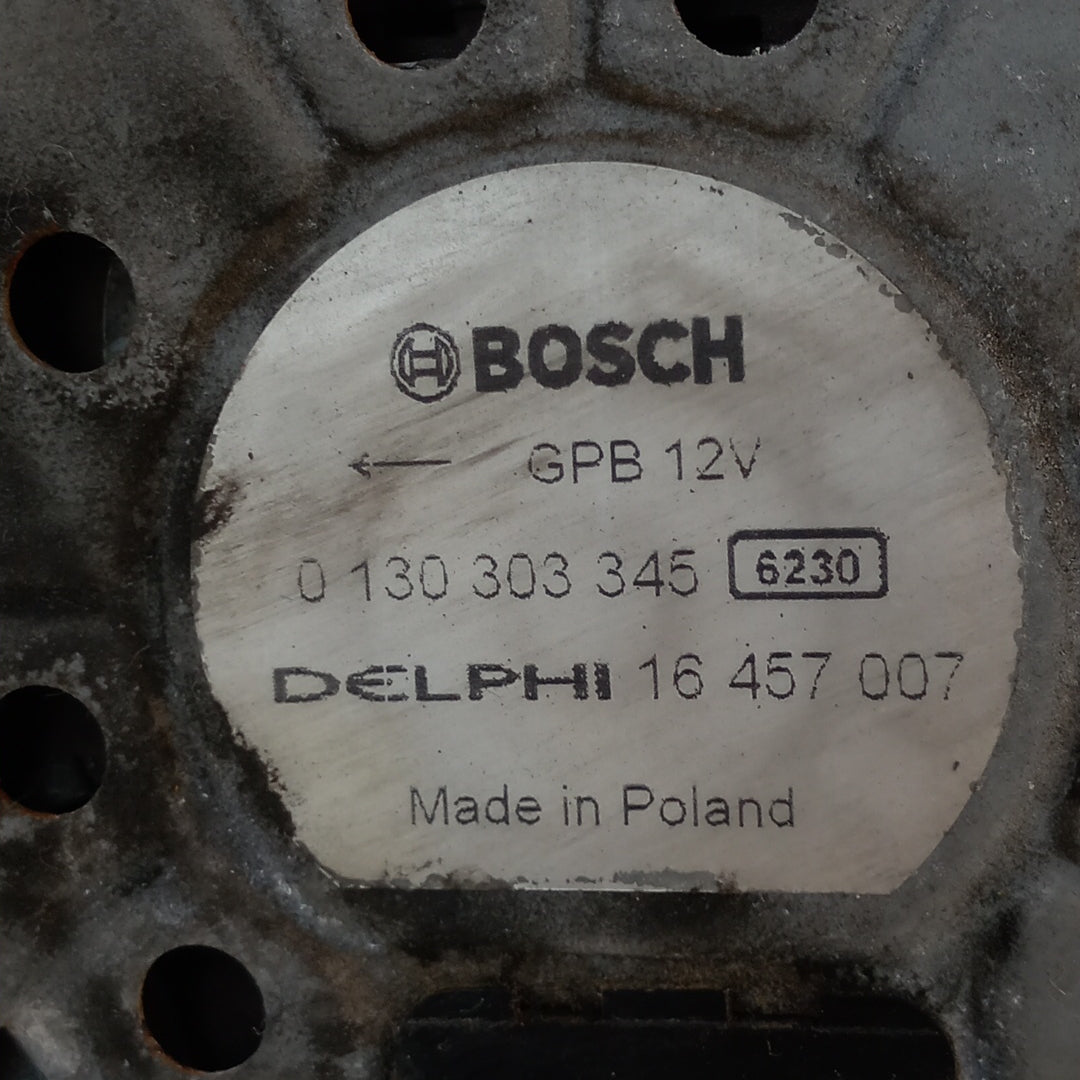 BOSCH
← GPB 12V
0 130 303 345 6230
DELPHI 16 457 007
Made in Poland